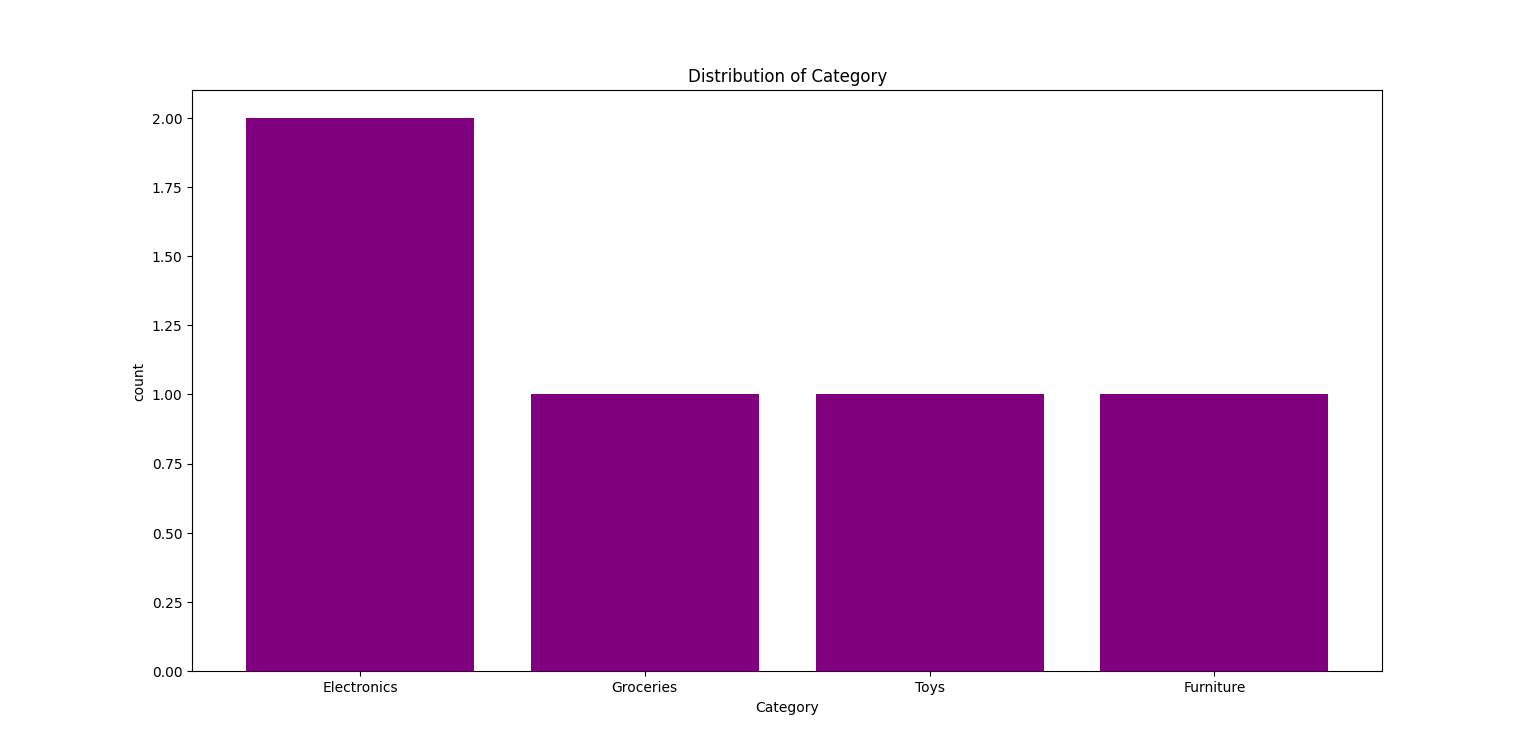 Distribution of Category
2.00
1.75
1.50
1.25
1.00
0.75
0.50
0.25
0.00
count
Electronics Groceries Toys Furniture
Category